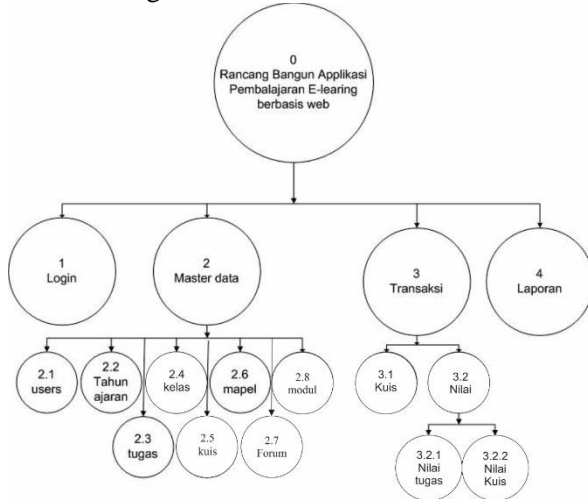 0
Rancang Bangun Applikasi
Pembalajaran E-learing
berbasis web
1
Login
2
Master data
3
Transaksi
4
Laporan
2.1
users
2.2
Tahun
ajaran
2.3
tugas
2.4
kelas
2.5
kuis
2.6
mapel
2.7
Forum
2.8
modul
3.1
Kuis
3.2
Nilai
3.2.1
Nilai
tugas
3.2.2
Nilai
Kuis